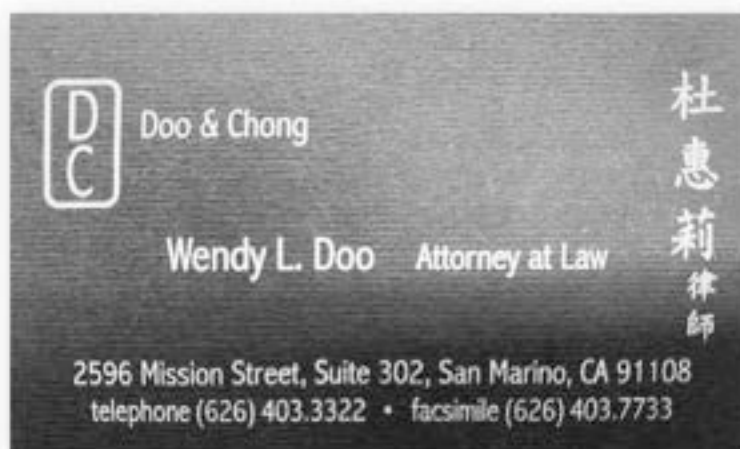 D
C
Doo & Chong
Wendy L. Doo Attorney at Law
杜惠莉律師
2596 Mission Street, Suite 302, San Marino, CA 91108
telephone (626) 403.3322 • facsimile (626) 403.7733